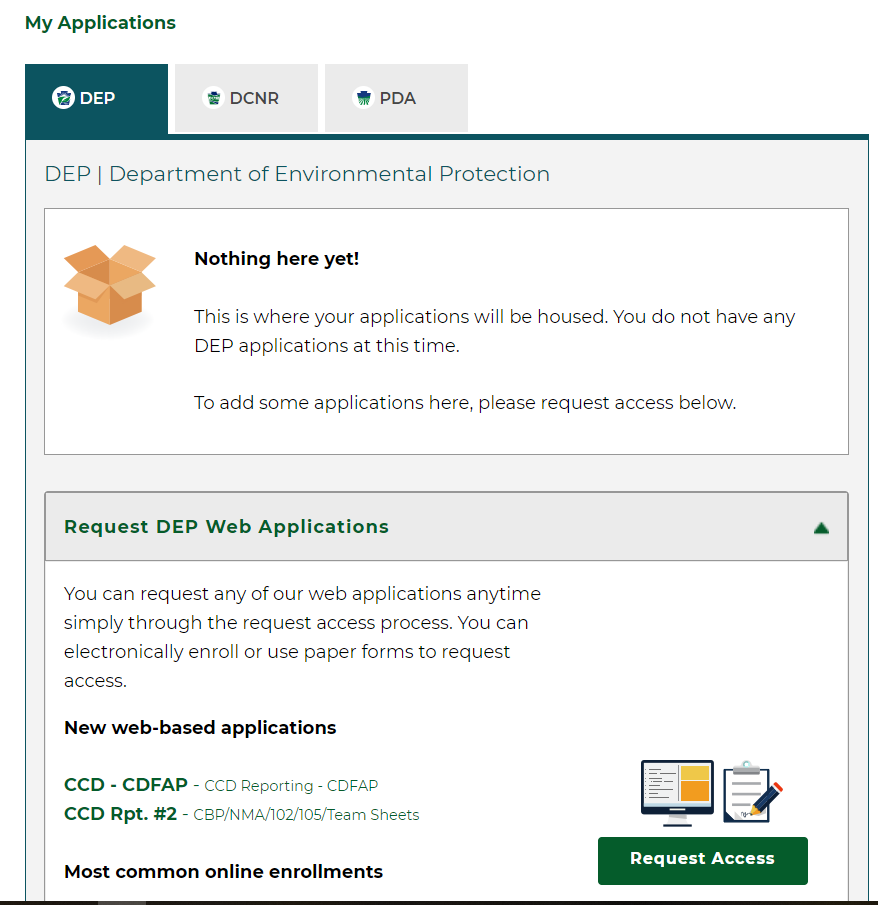 My Applications
DEP
DCNR
PDA
DEP | Department of Environmental Protection
Nothing here yet!
This is where your applications will be housed. You do not have any
DEP applications at this time.
To add some applications here, please request access below.
Request DEP Web Applications
You can request any of our web applications anytime
simply through the request access process. You can
electronically enroll or use paper forms to request
access.
New web-based applications
CCD - CDFAP - CCD Reporting - CDFAP
CCD Rpt. #2 - CBP/NMA/102/105/Team Sheets
Most common online enrollments
Request Access